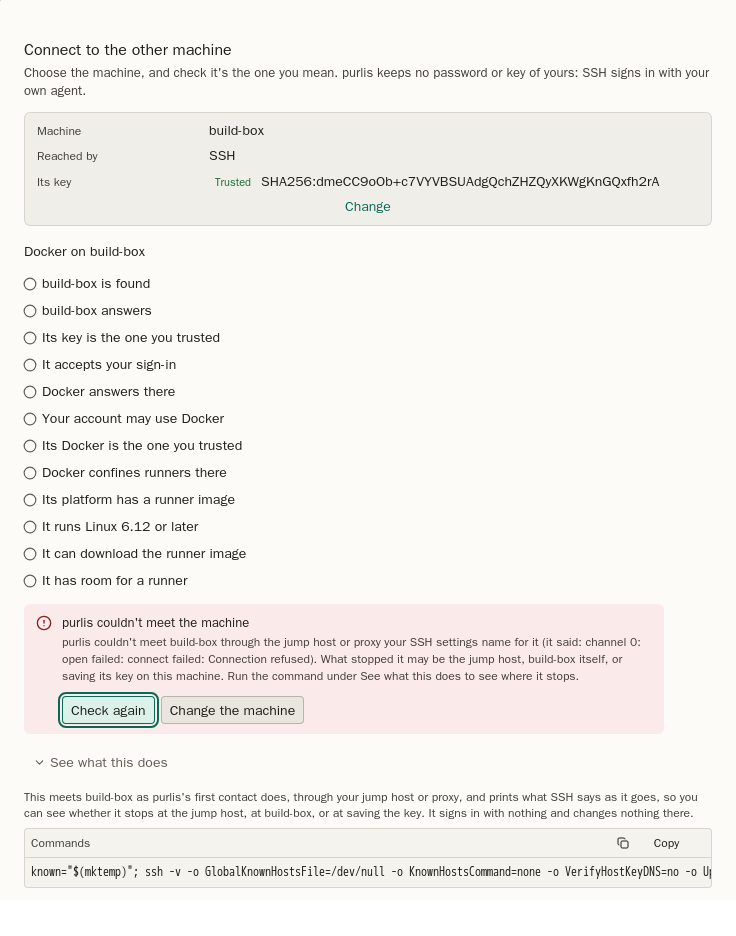 Connect to the other machine
Choose the machine, and check it's the one you mean. purlis keeps no password or key of yours: SSH signs in with your
own agent.
Machine build-box
Reached by SSH
Its key Trusted SHA256:dmeCC9oOb+c7VYVBSUAdgQchZHZQyXKWgKnGQxfh2rA
Change
Docker on build-box
build-box is found
build-box answers
Its key is the one you trusted
It accepts your sign-in
Docker answers there
Your account may use Docker
Its Docker is the one you trusted
Docker confines runners there
Its platform has a runner image
It runs Linux 6.12 or later
It can download the runner image
It has room for a runner
purlis couldn't meet the machine
purlis couldn't meet build-box through the jump host or proxy your SSH settings name for it (it said: channel 0:
open failed: connect failed: Connection refused). What stopped it may be the jump host, build-box itself, or
saving its key on this machine. Run the command under See what this does to see where it stops.
Check again Change the machine
See what this does
This meets build-box as purlis's first contact does, through your jump host or proxy, and prints what SSH says as it goes, so you
can see whether it stops at the jump host, at build-box, or at saving the key. It signs in with nothing and changes nothing there.
Commands Copy
known="$(mktemp)"; ssh -v -o GlobalKnownHostsFile=/dev/null -o KnownHostsCommand=none -o VerifyHostKeyDNS=no -o